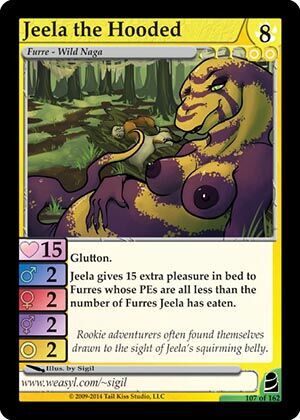 Jeela the Hooded 8
Furre - Wild Naga
15
Glutton.
2
Jeela gives 15 extra pleasure in bed to
Furres whose PEs are all less than the
2
number of Furres Jeela has eaten.
2
Rookie adventurers often found themselves
drawn to the sight of Jeela's squirming belly.
2
Illus. by Sigil
www.weasyl.com/~sigil
© 2009-2014 Tail Kiss Studio, LLC
107 of 162